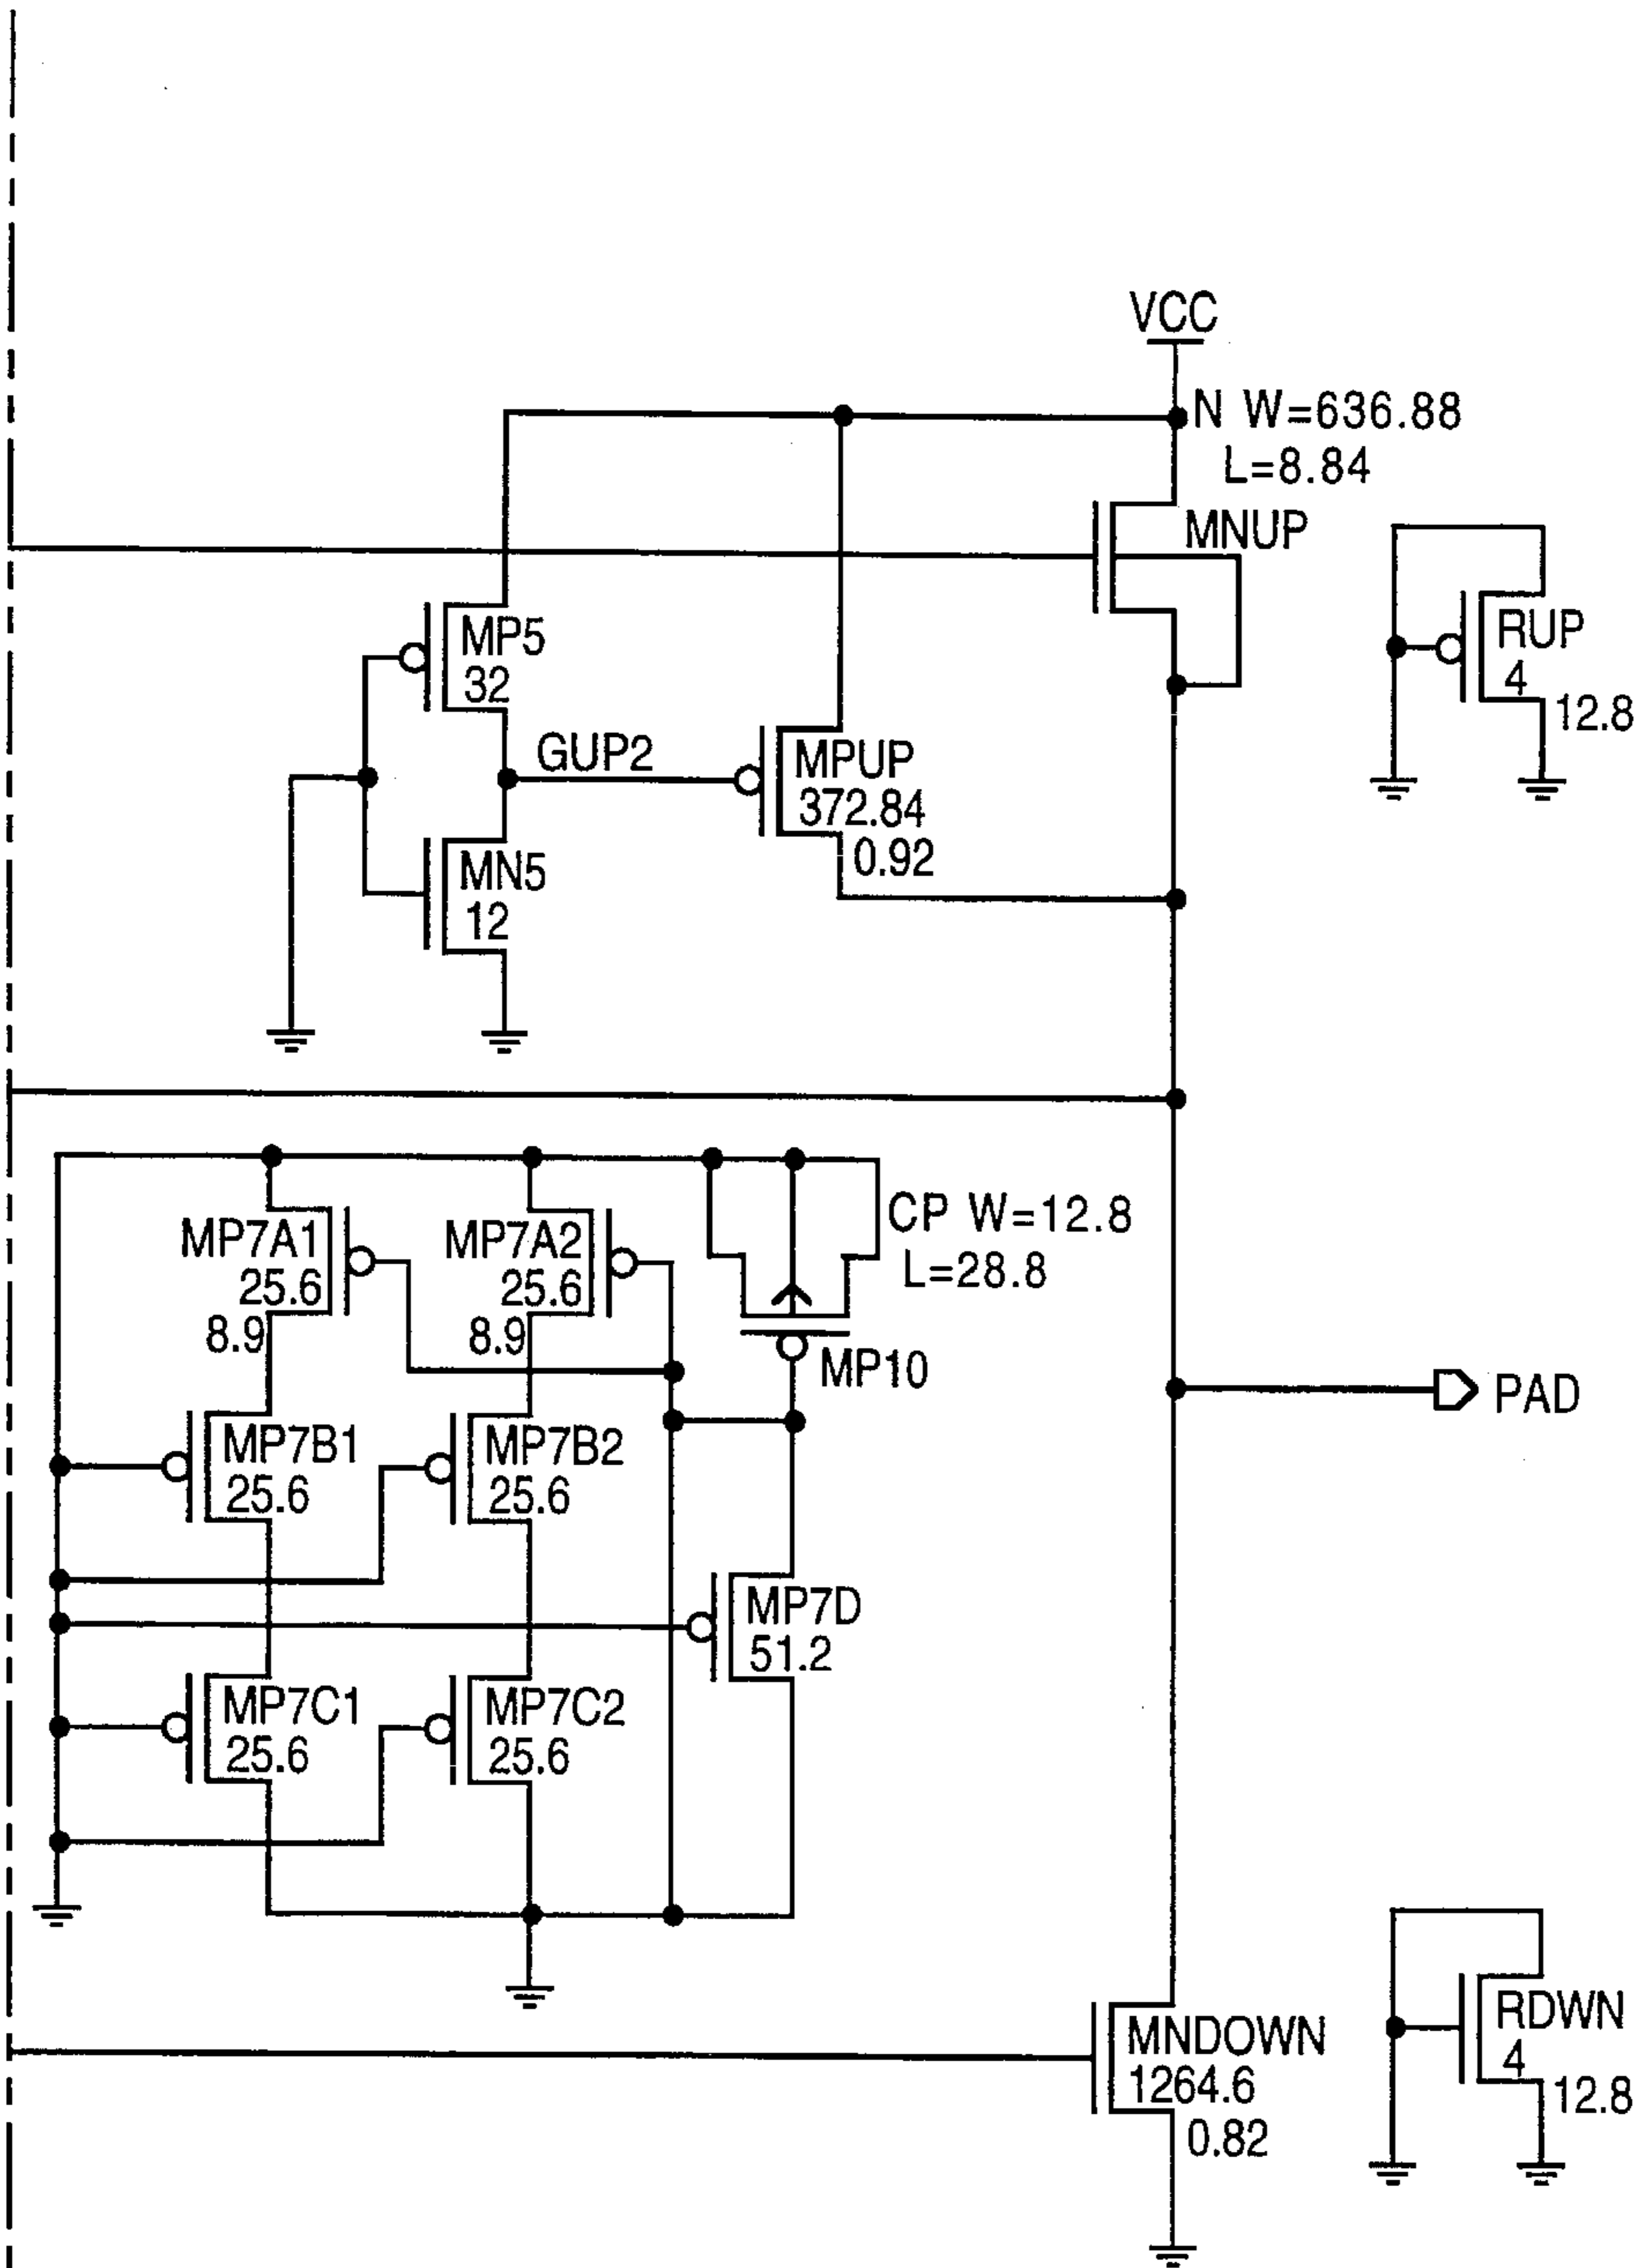 VCC
N W=636.88
L=8.84
MNUP
MP5
32
RUP
4
12.8
GUP2
MPUP
372.84
0.92
MN5
12
MP7A1
25.6
8.9
MP7A2
25.6
8.9
CP W=12.8
L=28.8
MP10
PAD
MP7B1
25.6
MP7B2
25.6
MP7D
51.2
MP7C1
25.6
MP7C2
25.6
MNDOWN
1264.6
0.82
RDWN
4
12.8